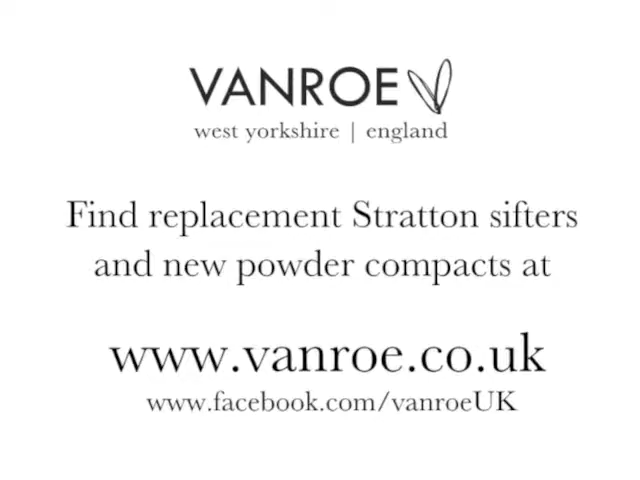 VANROE
west yorkshire | england
Find replacement Stratton sifters
and new powder compacts at
www.vanroe.co.uk
www.facebook.com/vanroeUK